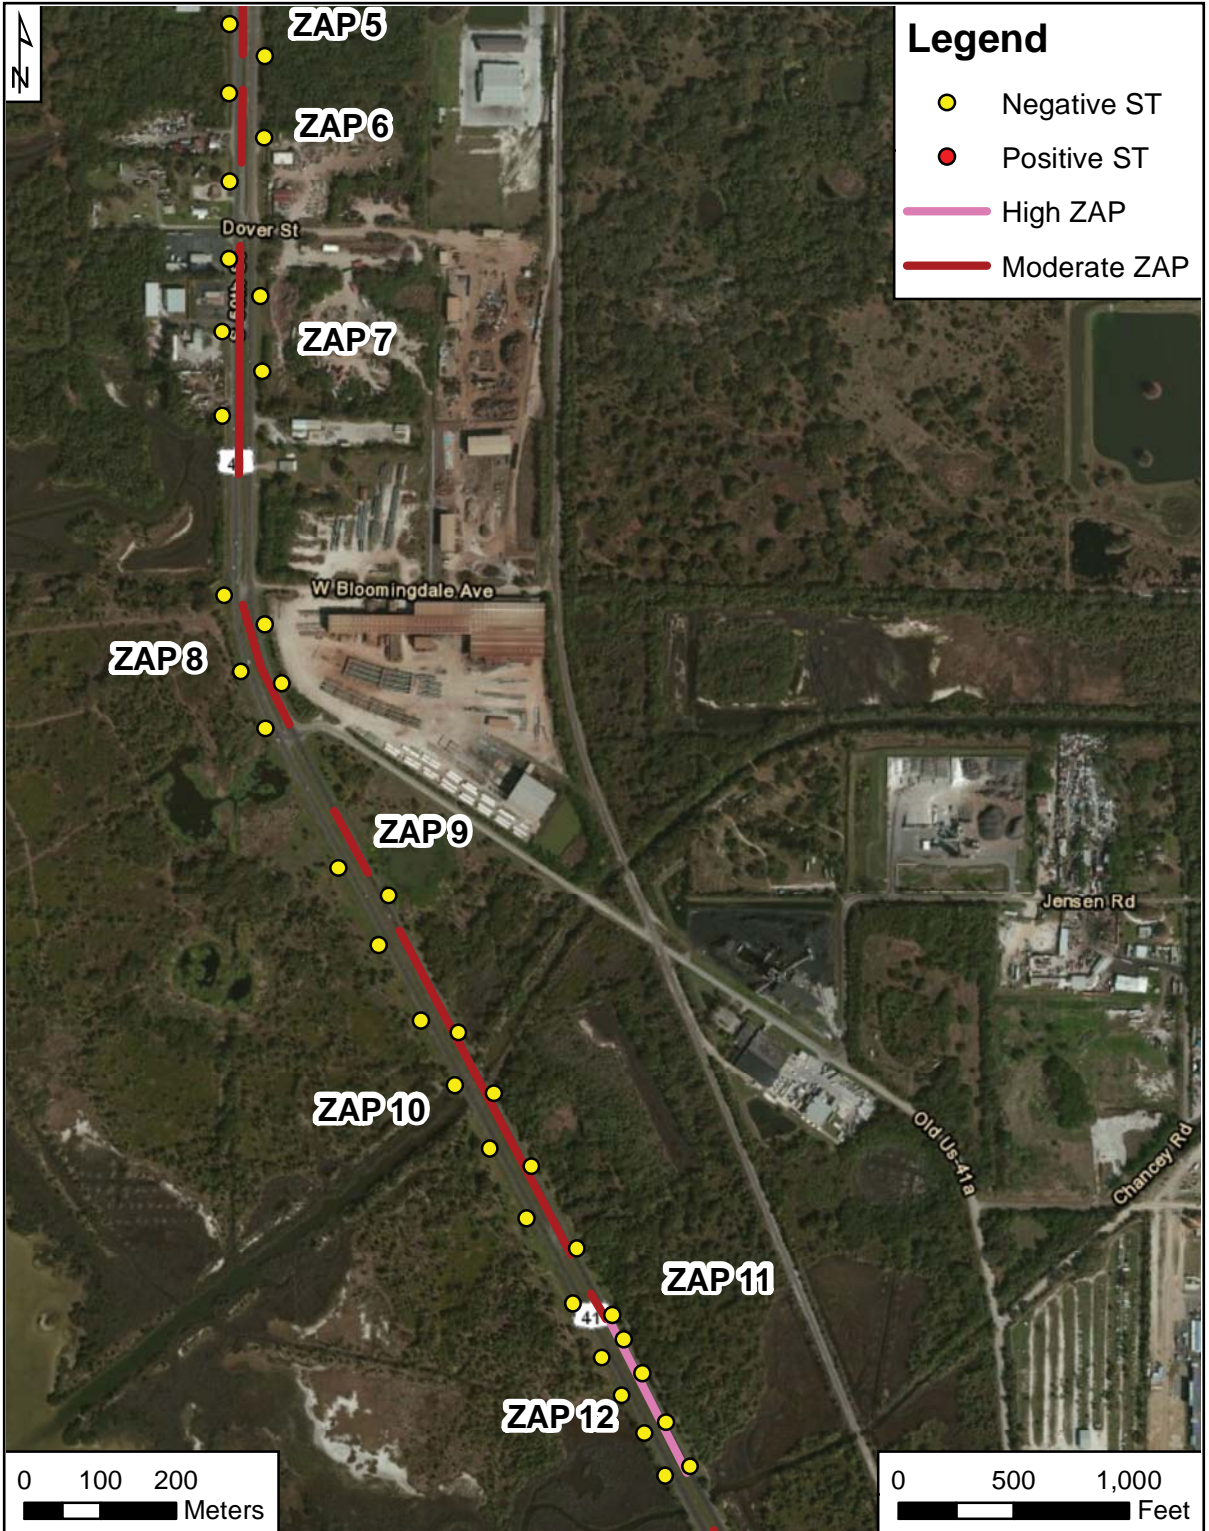 N
ZAP 5
Legend
Negative ST
Positive ST
High ZAP
Moderate ZAP
ZAP 6
Dover St
ZAP 7
W Bloomingdale Ave
ZAP 8
ZAP 9
Jensen Rd
ZAP 10
Old Us-41a
Chancey Rd
ZAP 11
41
ZAP 12
0 100 200
Meters
0 500 1,000
Feet